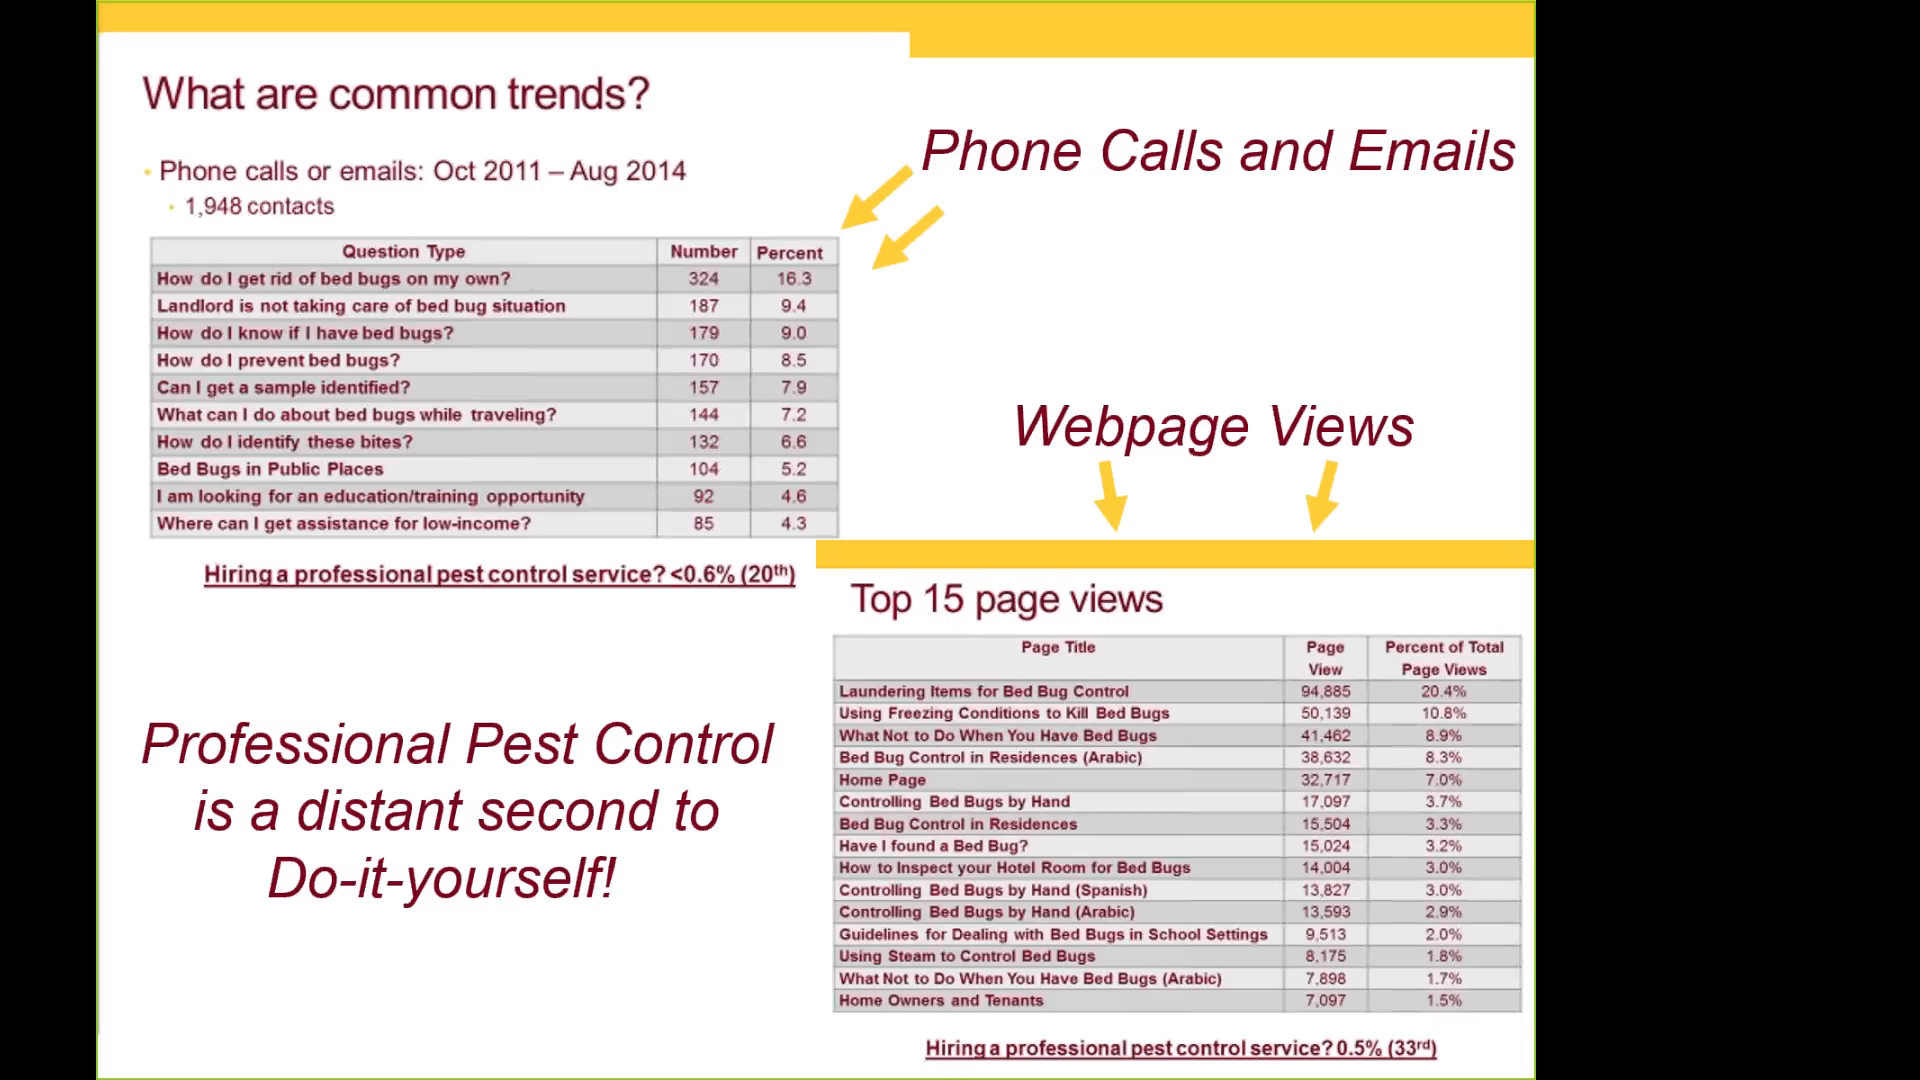 What are common trends?
• Phone calls or emails: Oct 2011 – Aug 2014
• 1,948 contacts
Question Type Number Percent
How do I get rid of bed bugs on my own? 324 16.3
Landlord is not taking care of bed bug situation 187 9.4
How do I know if I have bed bugs? 179 9.0
How do I prevent bed bugs? 170 8.5
Can I get a sample identified? 157 7.9
What can I do about bed bugs while traveling? 144 7.2
How do I identify these bites? 132 6.6
Bed Bugs in Public Places 104 5.2
I am looking for an education/training opportunity 92 4.6
Where can I get assistance for low-income? 85 4.3
Hiring a professional pest control service? <0.6% (20th)
Phone Calls and Emails
Webpage Views
Professional Pest Control
is a distant second to
Do-it-yourself!
Top 15 page views
Page Title Page View Percent of Total Page Views
Laundering Items for Bed Bug Control 94,885 20.4%
Using Freezing Conditions to Kill Bed Bugs 50,139 10.8%
What Not to Do When You Have Bed Bugs 41,462 8.9%
Bed Bug Control in Residences (Arabic) 38,632 8.3%
Home Page 32,717 7.0%
Controlling Bed Bugs by Hand 17,097 3.7%
Bed Bug Control in Residences 15,504 3.3%
Have I found a Bed Bug? 15,024 3.2%
How to Inspect your Hotel Room for Bed Bugs 14,004 3.0%
Controlling Bed Bugs by Hand (Spanish) 13,827 3.0%
Controlling Bed Bugs by Hand (Arabic) 13,593 2.9%
Guidelines for Dealing with Bed Bugs in School Settings 9,513 2.0%
Using Steam to Control Bed Bugs 8,175 1.8%
What Not to Do When You Have Bed Bugs (Arabic) 7,898 1.7%
Home Owners and Tenants 7,097 1.5%
Hiring a professional pest control service? 0.5% (33rd)